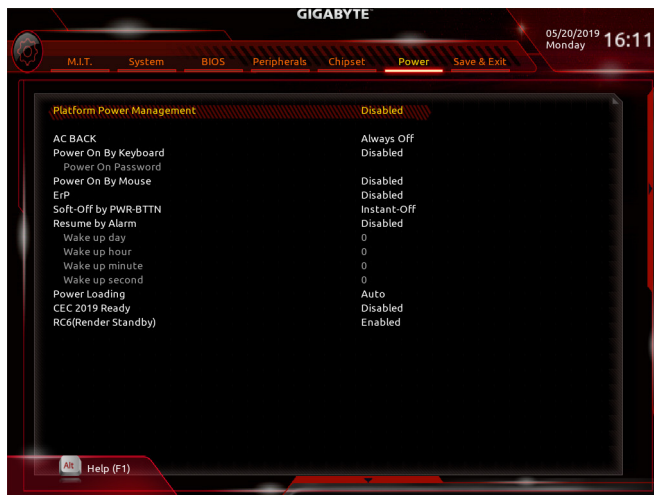 GIGABYTE™
05/20/2019 16:11
Monday
M.I.T. System BIOS Peripherals Chipset Power Save & Exit
Platform Power Management Disabled
AC BACK Always Off
Power On By Keyboard Disabled
Power On Password
Power On By Mouse Disabled
ErP Disabled
Soft-Off by PWR-BTTN Instant-Off
Resume by Alarm Disabled
Wake up day 0
Wake up hour 0
Wake up minute 0
Wake up second 0
Power Loading Auto
CEC 2019 Ready Disabled
RC6(Render Standby) Enabled
Alt Help (F1)